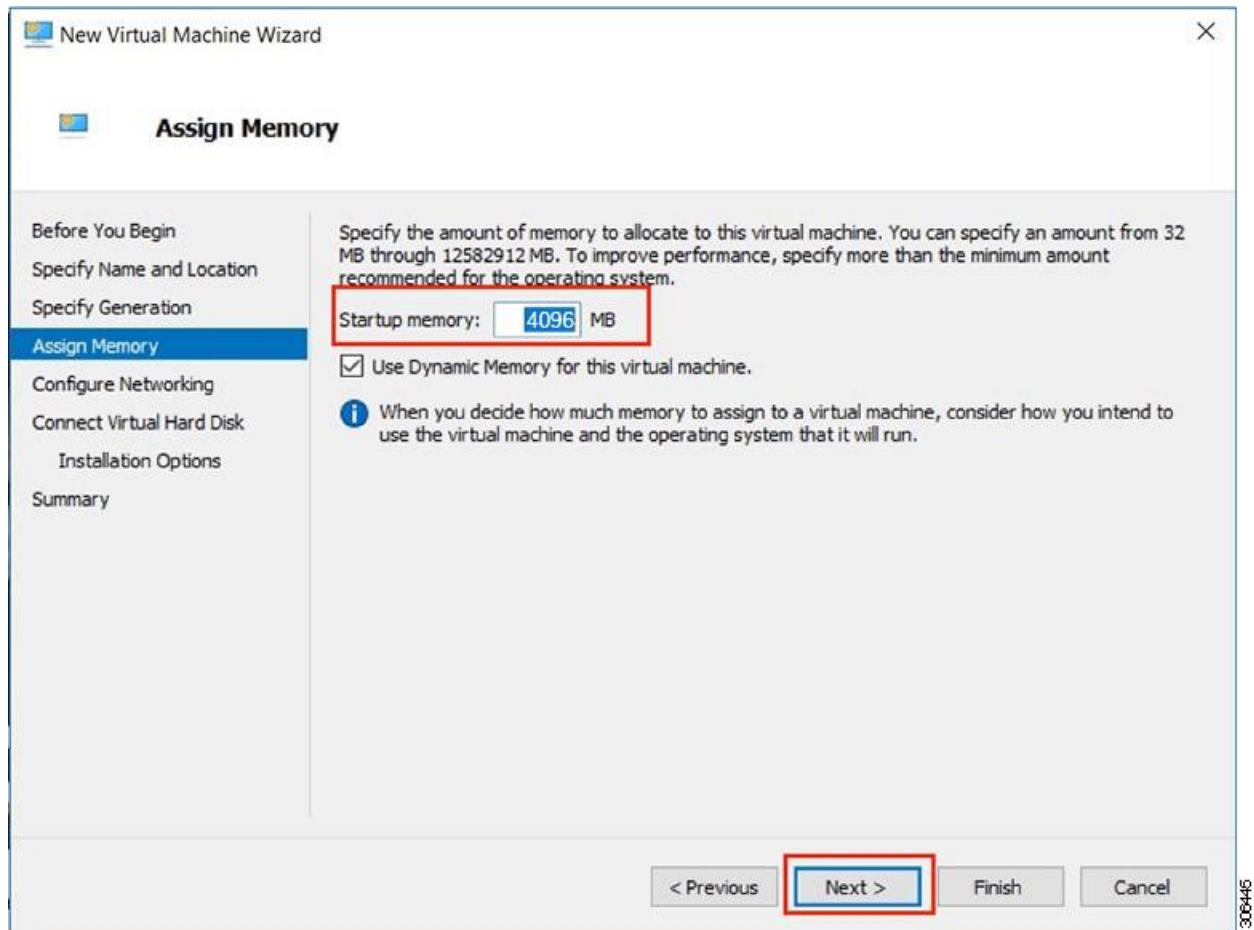 New Virtual Machine Wizard
Assign Memory
Before You Begin
Specify Name and Location
Specify Generation
Assign Memory
Configure Networking
Connect Virtual Hard Disk
Installation Options
Summary
Specify the amount of memory to allocate to this virtual machine. You can specify an amount from 32
MB through 12582912 MB. To improve performance, specify more than the minimum amount
recommended for the operating system.
Startup memory: 4096 MB
Use Dynamic Memory for this virtual machine.
When you decide how much memory to assign to a virtual machine, consider how you intend to
use the virtual machine and the operating system that it will run.
< Previous
Next >
Finish
Cancel
306446